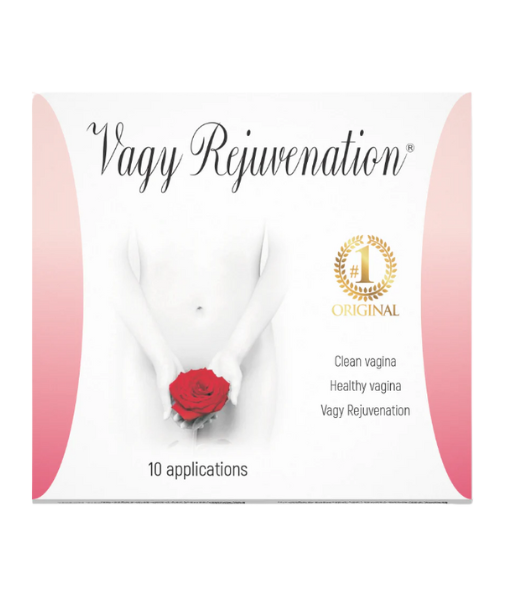 Vagy Rejuvenation®
#1
ORIGINAL
Clean vagina
Healthy vagina
Vagy Rejuvenation
10 applications